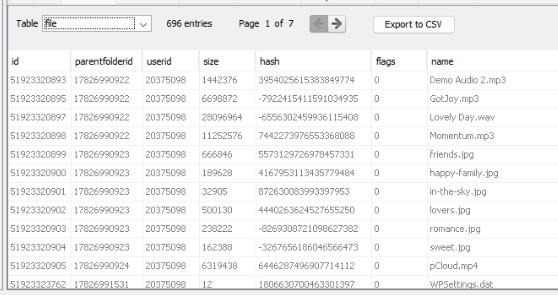 Table file 696 entries Page 1 of 7 Export to CSV
id parentfolderid userid size hash flags name
51923320893 17826990922 20375098 1442376 3954025615383849774 0 Demo Audio 2.mp3
51923320895 17826990922 20375098 6698872 -7922415411591034935 0 GotJoy.mp3
51923320897 17826990922 20375098 28096964 -6556302459936115408 0 Lovely Day.wav
51923320898 17826990922 20375098 11252576 7442273976553368088 0 Momentum.mp3
51923320899 17826990923 20375098 666846 5573129726978457331 0 friends.jpg
51923320900 17826990923 20375098 189628 4167953113435779484 0 happy-family.jpg
51923320901 17826990923 20375098 32905 872630083993397953 0 in-the-sky.jpg
51923320902 17826990923 20375098 500130 4440263624527655250 0 lovers.jpg
51923320903 17826990923 20375098 238222 -8269308721098627382 0 romance.jpg
51923320904 17826990923 20375098 162388 -3267656186046566473 0 sweet.jpg
51923320905 17826990924 20375098 6319438 6446287496907714112 0 pCloud.mp4
51923323762 17826991531 20375098 12 1806630700463301397 0 WPSettings.dat